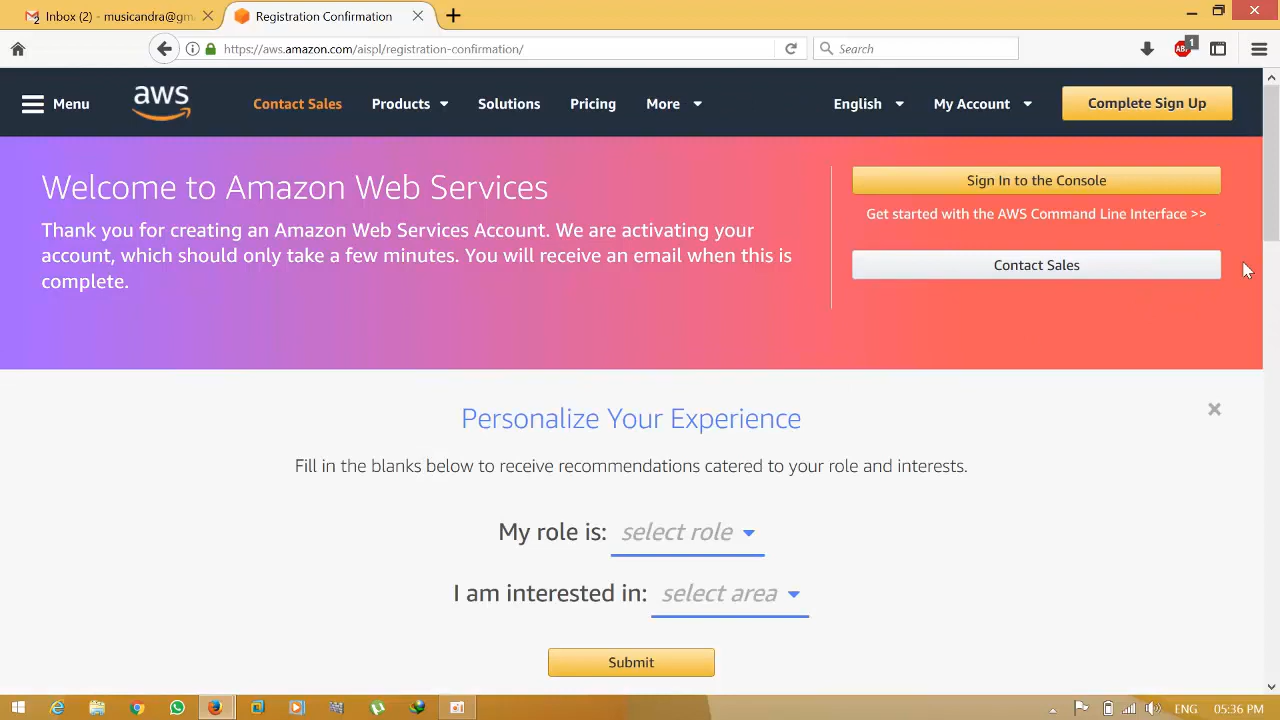 Inbox (2) - musicandra@gm
Registration Confirmation
https://aws.amazon.com/aispl/registration-confirmation/
Search
ABP
1
Menu
aws
Contact Sales
Products
Solutions
Pricing
More
English
My Account
Complete Sign Up
Welcome to Amazon Web Services
Thank you for creating an Amazon Web Services Account. We are activating your
account, which should only take a few minutes. You will receive an email when this is
complete.
Sign In to the Console
Get started with the AWS Command Line Interface >>
Contact Sales
Personalize Your Experience
Fill in the blanks below to receive recommendations catered to your role and interests.
My role is: select role
I am interested in: select area
Submit
ENG
05:36 PM